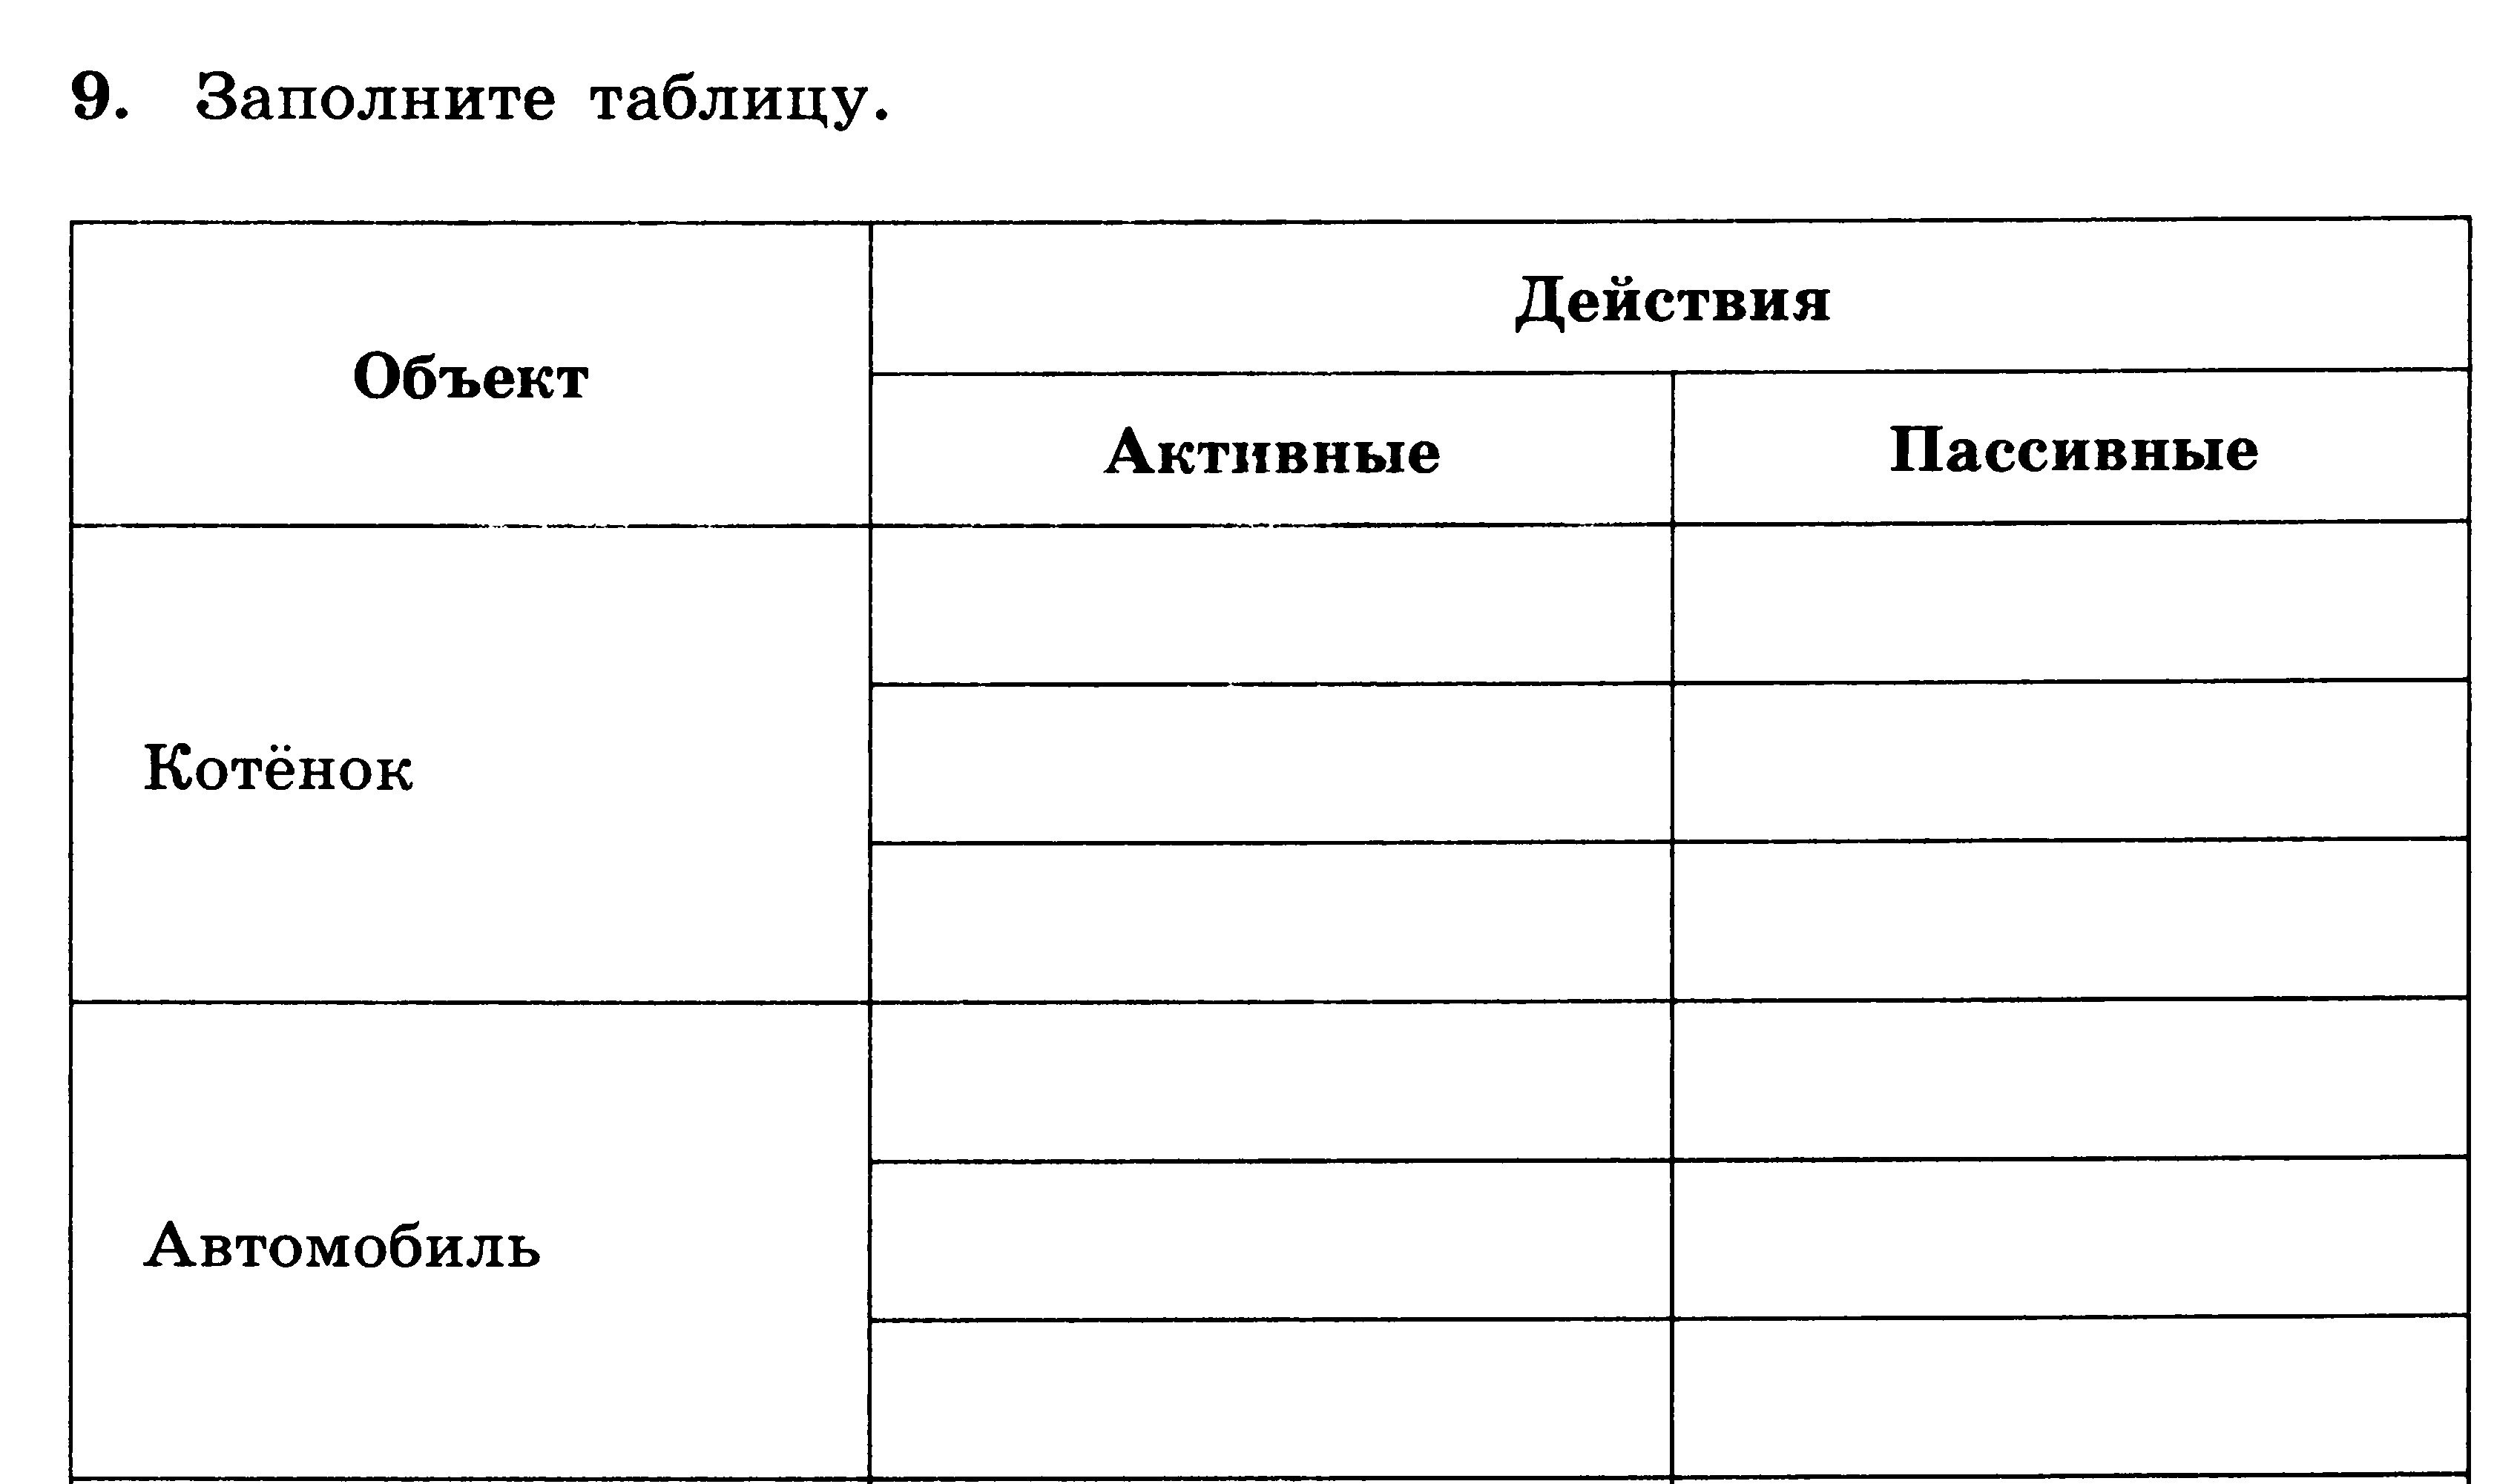 9. Заполните таблицу.
Объект
Действия
Активные
Пассивные
Котёнок
Автомобиль